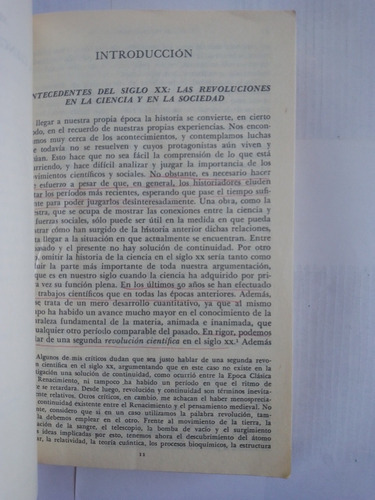 INTRODUCCIÓN
NTECEDENTES DEL SIGLO XX: LAS REVOLUCIONES
EN LA CIENCIA Y EN LA SOCIEDAD
llegar a nuestra propia época la historia se convierte, en cierto
do, en el recuerdo de nuestras propias experiencias. Nos encon-
mos muy cerca de los acontecimientos, y contemplamos luchas
e todavía no se resuelven y cuyos protagonistas aún viven y
úan. Esto hace que no sea fácil la comprensión de lo que está
urriendo, y hace difícil analizar y juzgar la importancia de los
ovimientos científicos y sociales. No obstante, es necesario hacer
e esfuerzo a pesar de que, en general, los historiadores eluden
tar los períodos más recientes, esperando que pase el tiempo sufi-
nte para poder juzgarlos desinteresadamente. Una obra, como la
estra, que se ocupa de mostrar las conexiones entre la ciencia y
fuerzas sociales, sólo puede ser útil en la medida en que pueda
trar cómo han surgido de la historia anterior dichas relaciones,
ta llegar a la situación en que actualmente se encuentran. Entre
pasado y el presente no hay solución de continuidad. Por otro
o, omitir la historia de la ciencia en el siglo xx sería tanto como
uir la parte más importante de toda nuestra argumentación,
que es en nuestro siglo cuando la ciencia ha adquirido por pri-
a vez su función plena. En los últimos 50 años se han efectuado
trabajos científicos que en todas las épocas anteriores. Además,
se trata de un mero desarrollo cuantitativo, ya que al mismo
mpo ha habido un avance mucho mayor en el conocimiento de la
uraleza fundamental de la materia, animada e inanimada, que
ualquier otro período comparable del pasado. En rigor, podemos
lar de una segunda revolución científica en el siglo xx.¹ Además
Algunos de mis críticos dudan que sea justo hablar de una segunda revo-
n científica en el siglo xx, argumentando que en este caso no existe en la
stigación una solución de continuidad, como ocurrió entre la Época Clásica
Renacimiento, ni tampoco ha habido un período en que el ritmo de
e se retardara. Desde luego, revolución y continuidad son términos inevita-
ente relativos. Otros críticos, en cambio, me achacan el haber menospreci-
continuidad existente entre el Renacimiento y el pensamiento medieval. No
nte, considero que si en un caso utilizamos la palabra revolución, tam-
la debemos emplear en el otro. Frente al movimiento de la tierra, la
ación de la sangre, el telescopio, la bomba de vacío y el surgimiento
s ideas implicadas por esto, tenemos ahora el descubrimiento del átomo
ar, la relatividad, la teoría cuántica, los procesos bioquímicos, la estructura
11